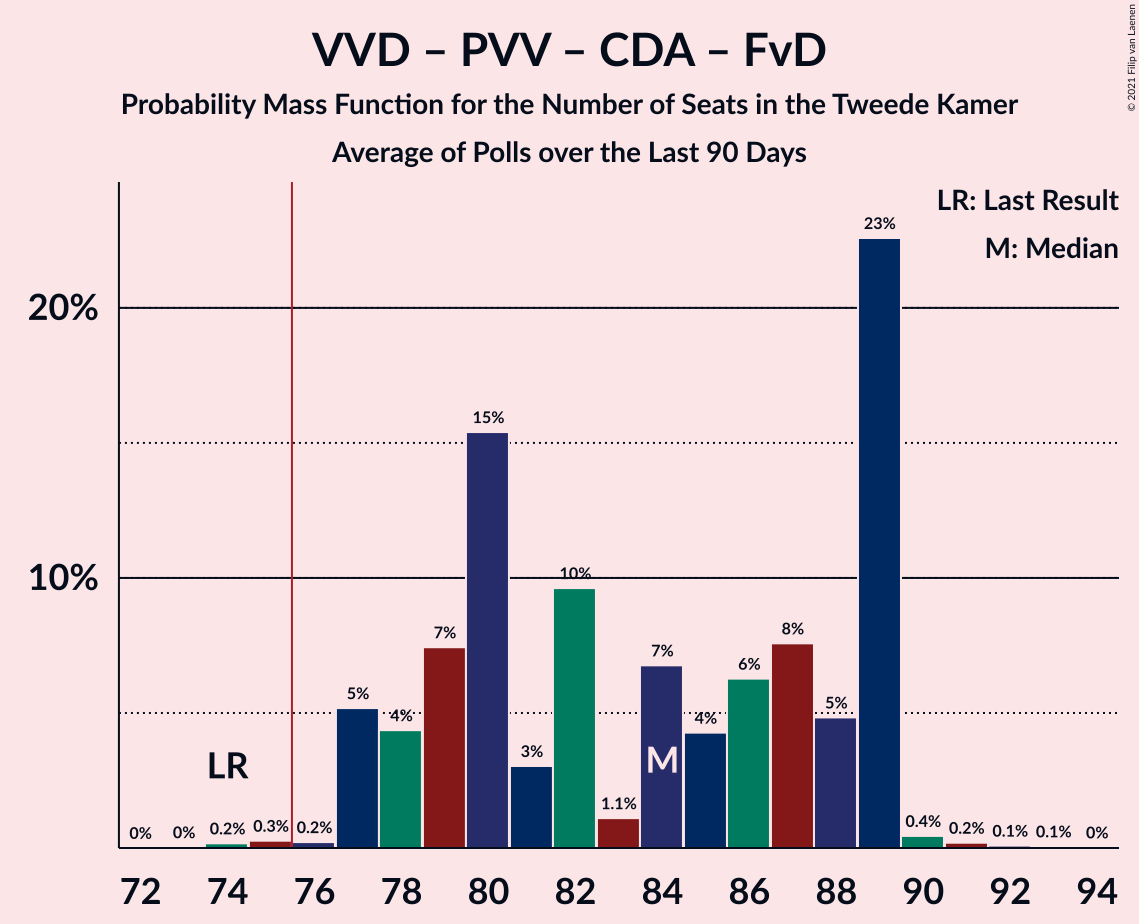 VVD – PVV – CDA – FvD
Probability Mass Function for the Number of Seats in the Tweede Kamer
Average of Polls over the Last 90 Days
© 2021 Filip van Laenen
LR: Last Result
M: Median
20%
10%
LR
M
0% 0% 0.2% 0.3% 0.2% 5% 4% 7% 15% 3% 10% 1.1% 7% 4% 6% 8% 5% 23% 0.4% 0.2% 0.1% 0.1% 0%
72 74 76 78 80 82 84 86 88 90 92 94